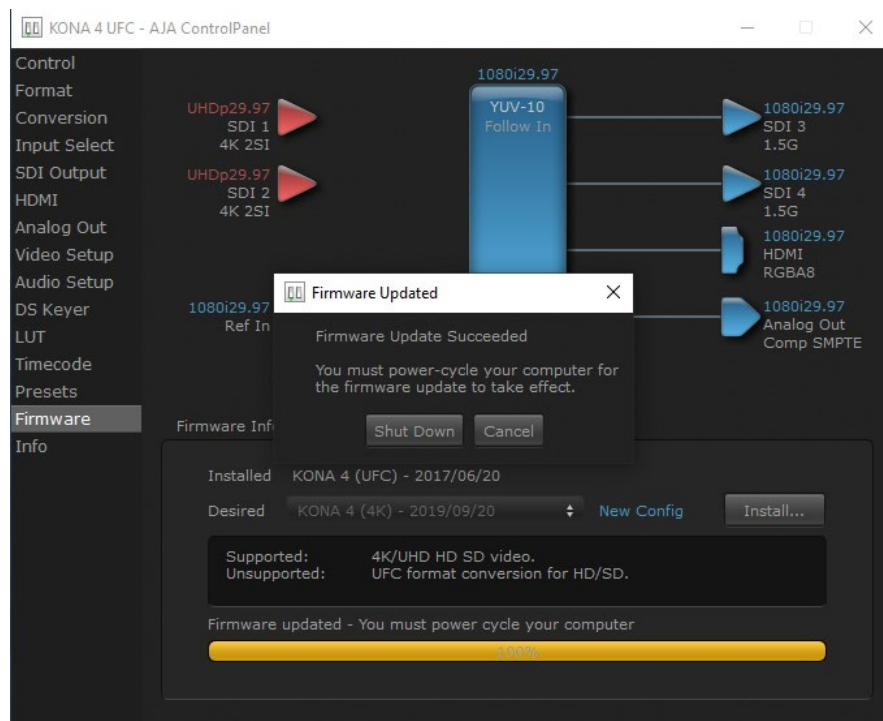 KONA 4 UFC - AJA ControlPanel
Control
Format
Conversion
Input Select
SDI Output
HDMI
Analog Out
Video Setup
Audio Setup
DS Keyer
LUT
Timecode
Presets
Firmware
Info
1080i29.97
YUV-10
Follow In
UHDp29.97
SDI 1
4K 2SI
UHDp29.97
SDI 2
4K 2SI
1080i29.97
Ref In
1080i29.97
SDI 3
1.5G
1080i29.97
SDI 4
1.5G
1080i29.97
HDMI
RGBA8
1080i29.97
Analog Out
Comp SMPTE
Firmware Updated
Firmware Update Succeeded
You must power-cycle your computer for
the firmware update to take effect.
Shut Down Cancel
Firmware Inf
Installed KONA 4 (UFC) - 2017/06/20
Desired KONA 4 (4K) - 2019/09/20 New Config Install...
Supported: 4K/UHD HD SD video.
Unsupported: UFC format conversion for HD/SD.
Firmware updated - You must power cycle your computer
100%